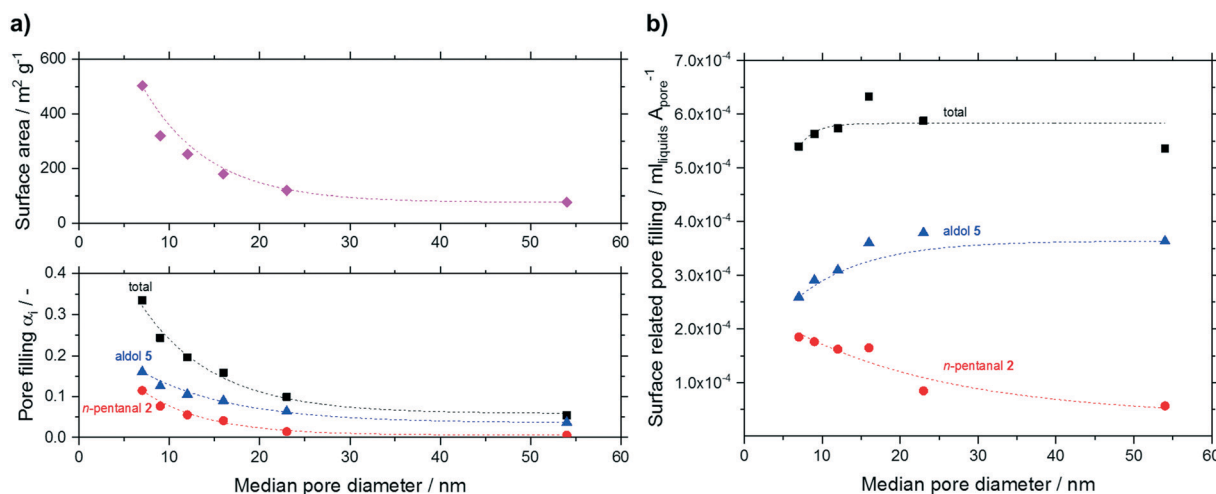 a)
Surface area / m² g⁻¹
600
400
200
0
0 10 20 30 40 50 60
Pore filling αᵢ / -
0.4
0.3
0.2
0.1
0.0
total
aldol 5
n-pentanal 2
0 10 20 30 40 50 60
Median pore diameter / nm
b)
Surface related pore filling / ml_liquids A_pore⁻¹
7.0x10⁻⁴
6.0x10⁻⁴
5.0x10⁻⁴
4.0x10⁻⁴
3.0x10⁻⁴
2.0x10⁻⁴
1.0x10⁻⁴
total
aldol 5
n-pentanal 2
0 10 20 30 40 50 60
Median pore diameter / nm